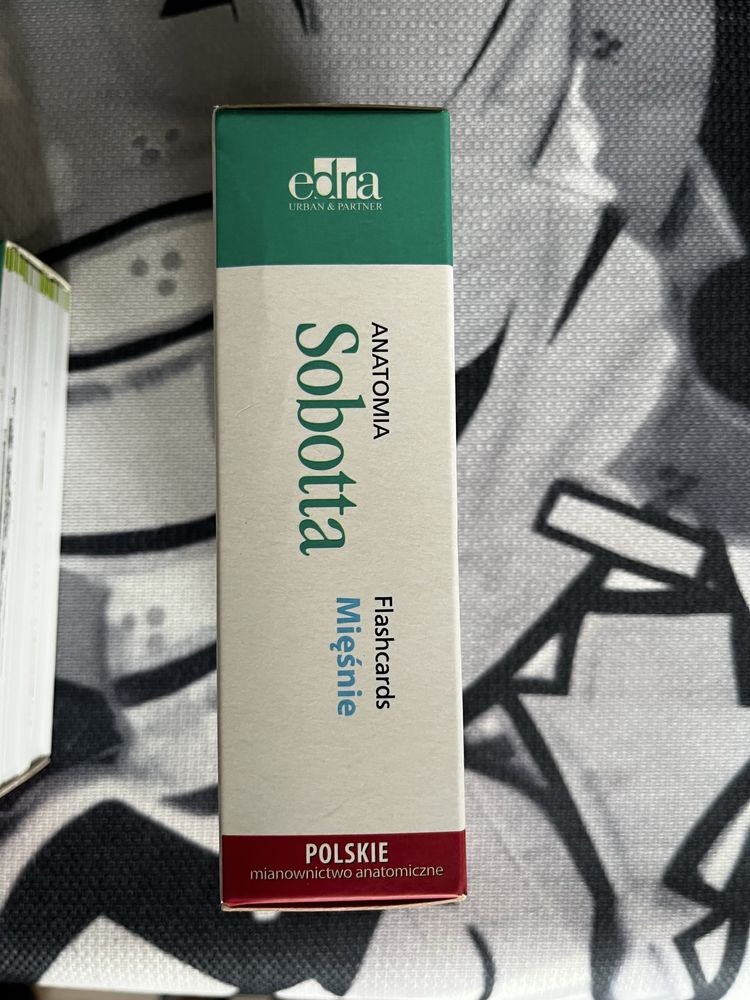 edra
URBAN & PARTNER
ANATOMIA
Sobotta
Flashcards
Mięśnie
POLSKIE
mianownictwo anatomiczne